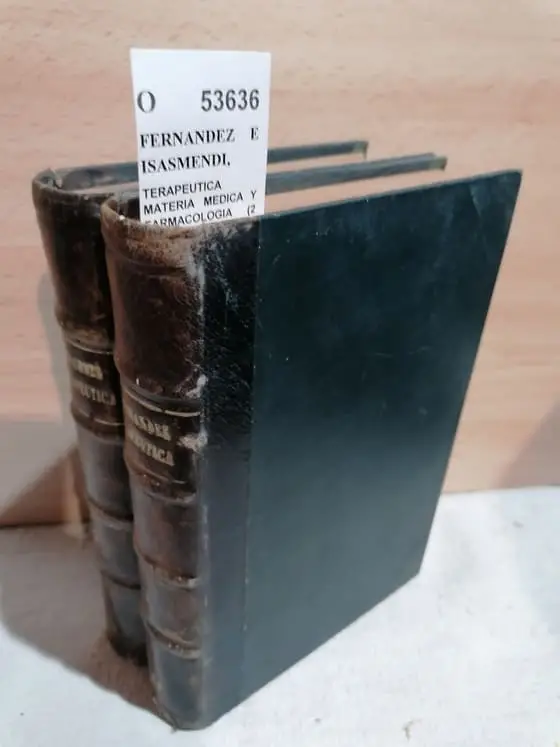 O 53636
FERNANDEZ E
ISASMENDI,
TERAPEUTICA
MATERIA MEDICA Y
FARMACOLOGIA (2